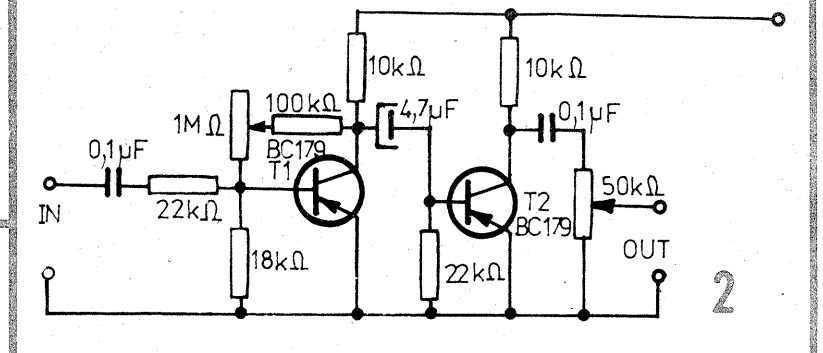 10kΩ
10kΩ
1MΩ
100kΩ
4,7µF
0,1µF
0,1µF
BC179
T1
IN
22kΩ
50kΩ
T2
BC179
18kΩ
22kΩ
OUT
2